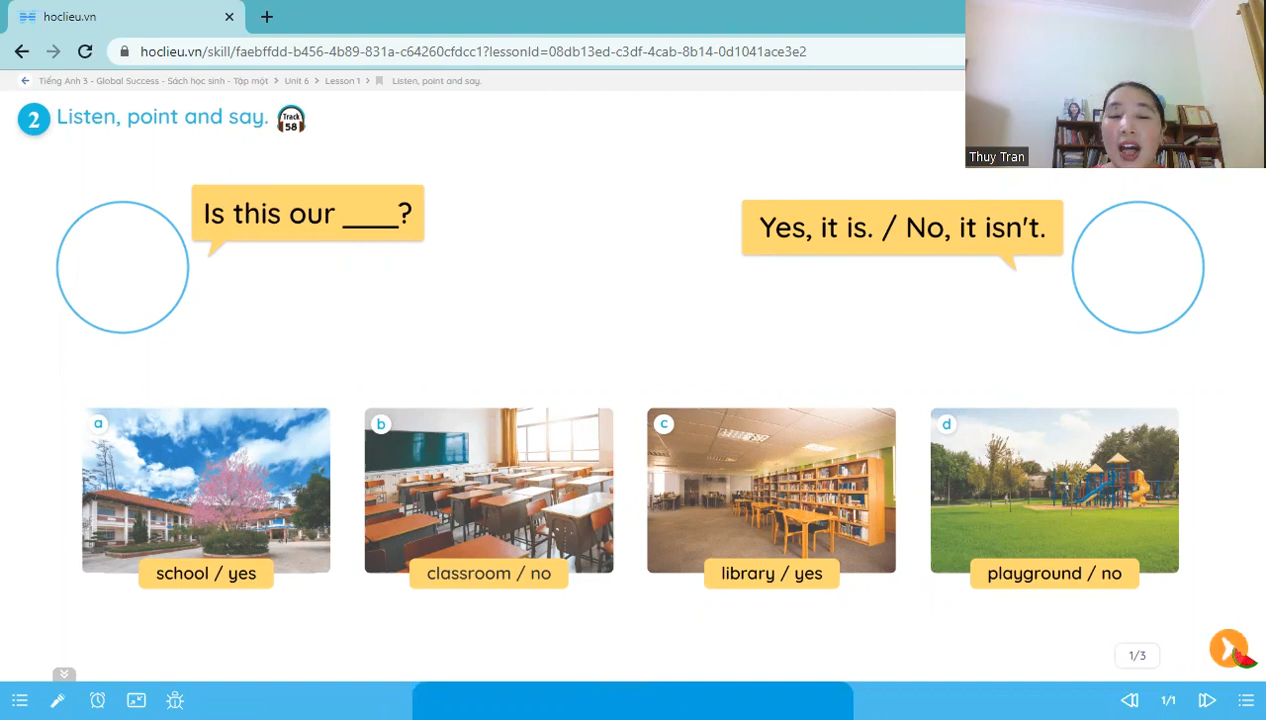 hoclieu.vn
hoclieu.vn/skill/faebffdd-b456-4b89-831a-c64260cfdcc1?lessonId=08db13ed-c3df-4cab-8b14-0d1041ace3e2
Tiếng Anh 3 - Global Success - Sách học sinh - Tập một > Unit 6 > Lesson 1 > Listen, point and say.
2 Listen, point and say. Track 58
Thuy Tran
Is this our ____?
Yes, it is. / No, it isn't.
a
b
c
d
school / yes
classroom / no
library / yes
playground / no
1/3
1/1